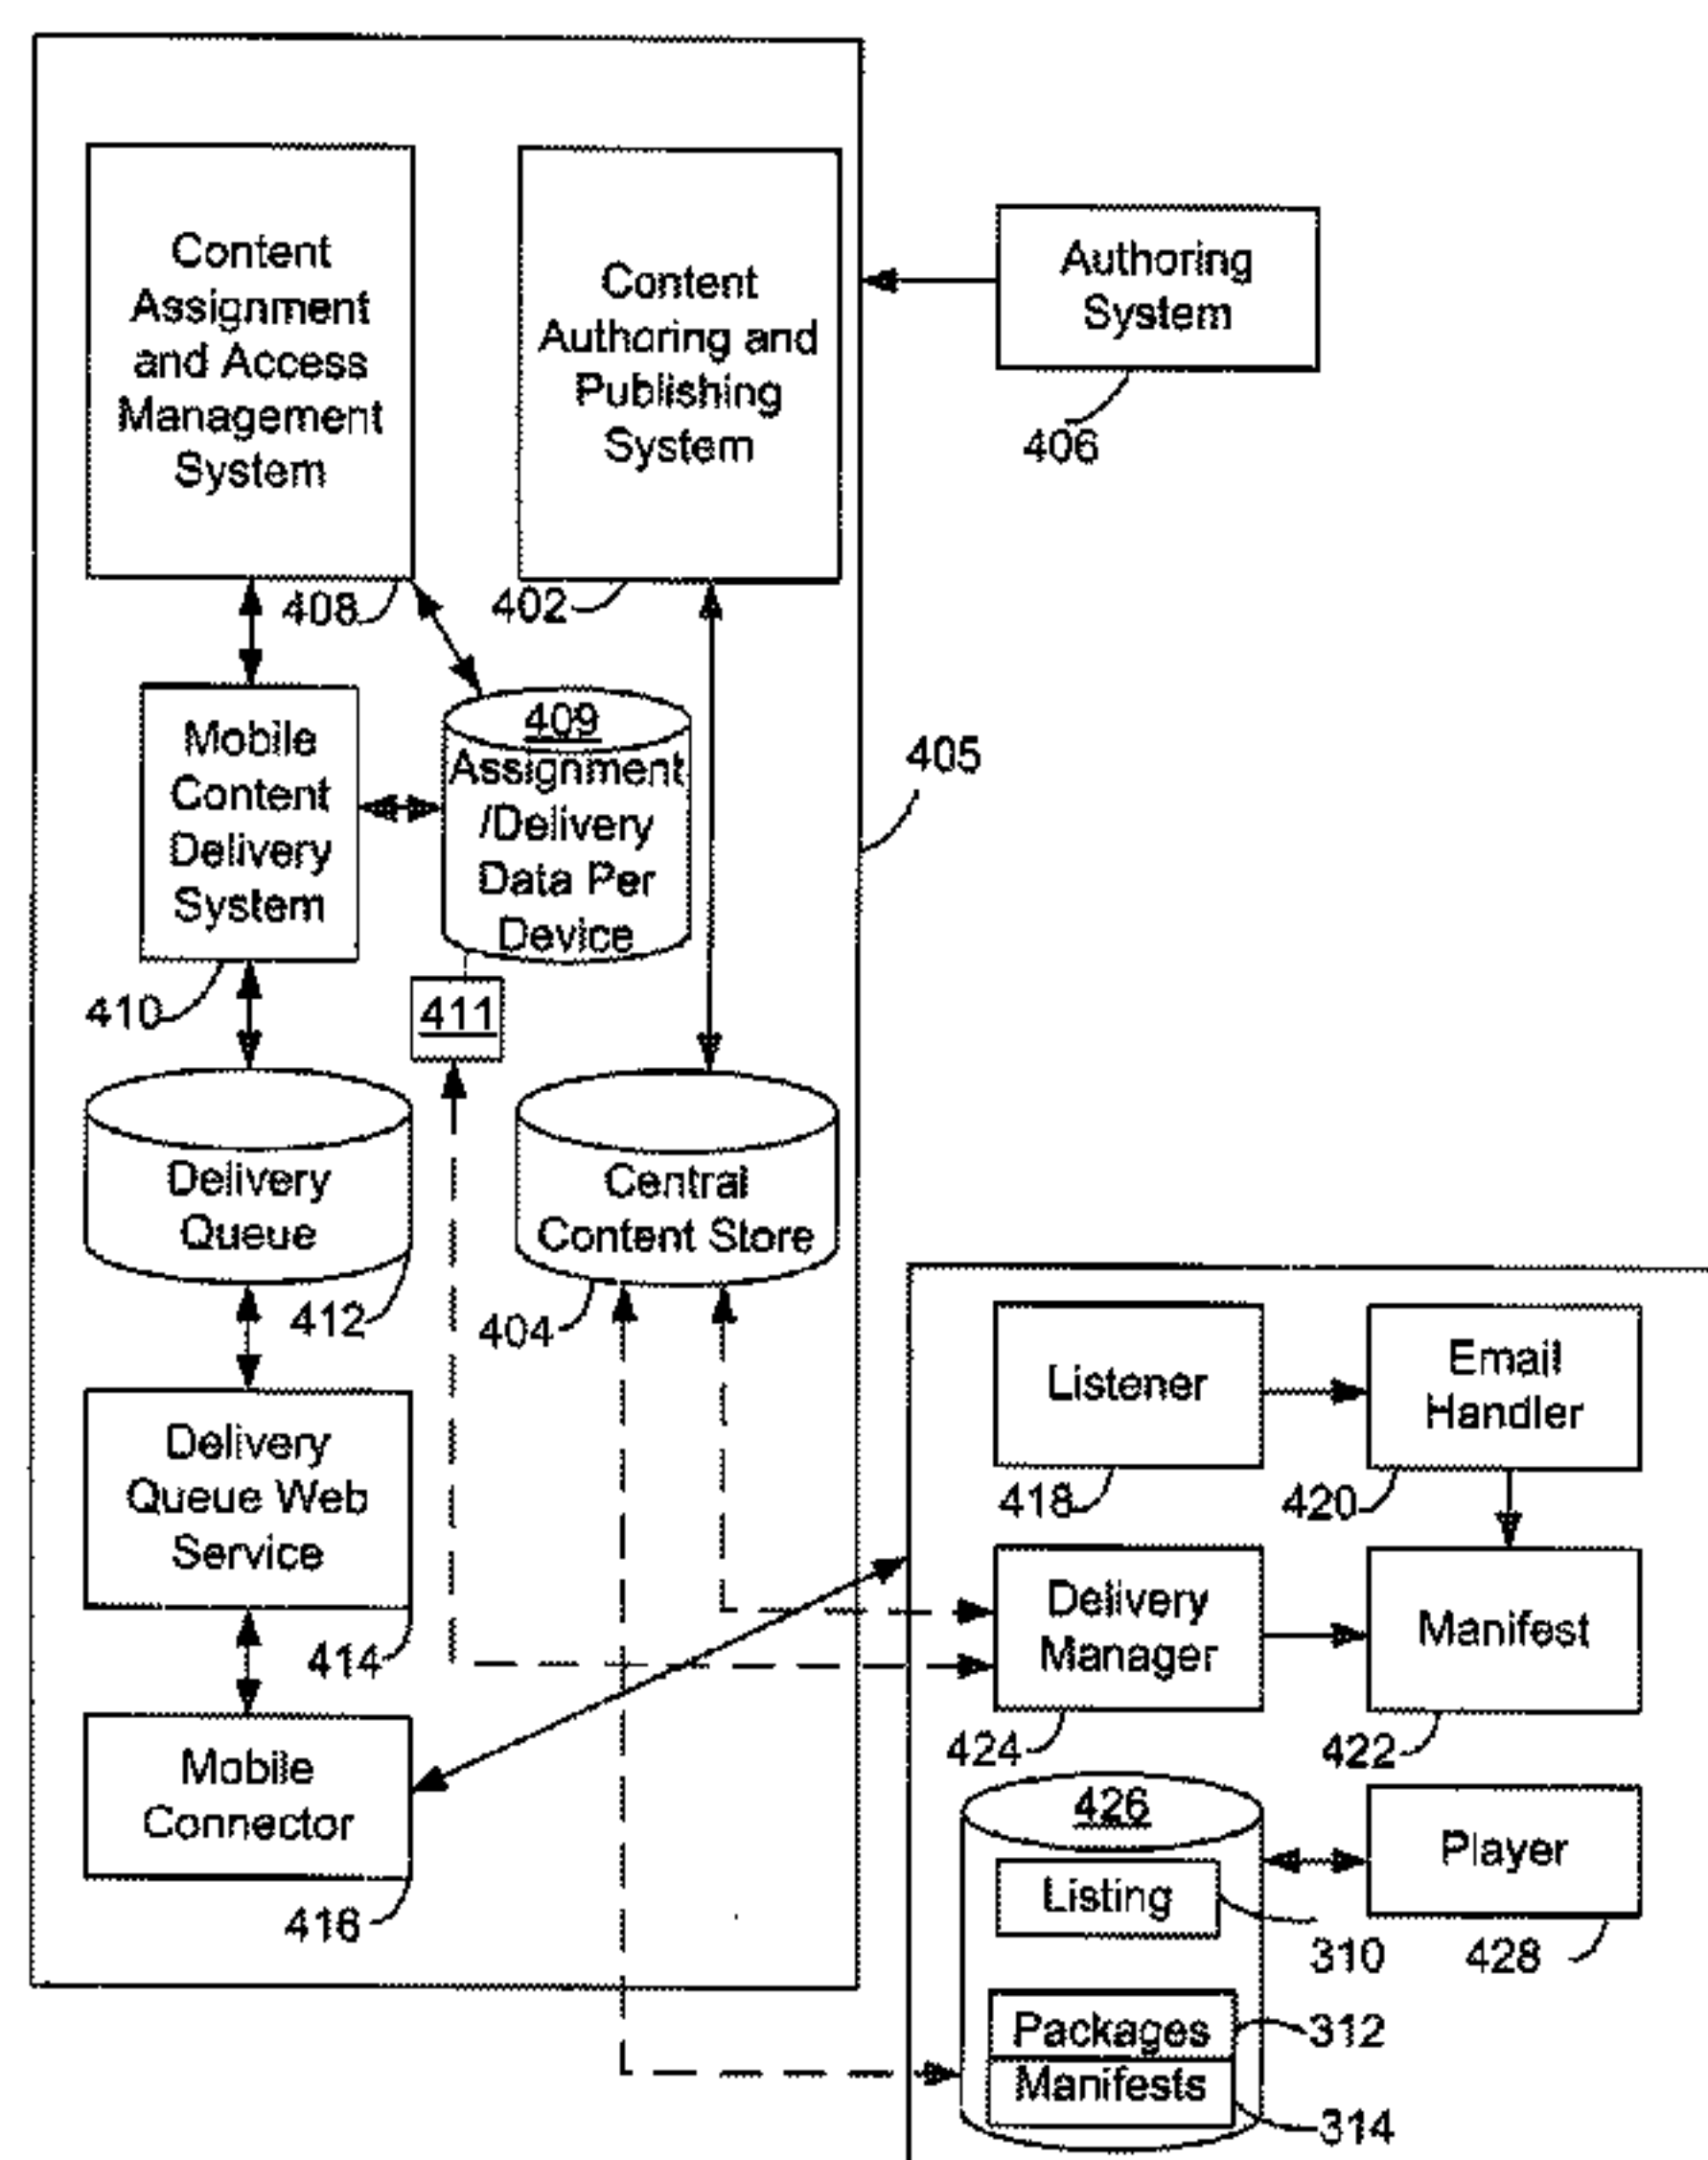 Content
Assignment
and Access
Management
System
408
Content
Authoring and
Publishing
System
402
Authoring
System
406
Mobile
Content
Delivery
System
410
409
Assignment
/Delivery
Data Per
Device
411
405
Delivery
Queue
412
Central
Content Store
404
Delivery
Queue Web
Service
414
Mobile
Connector
416
Listener
418
Email
Handler
420
Delivery
Manager
424
Manifest
422
426
Listing
310
Player
428
Packages
312
Manifests
314